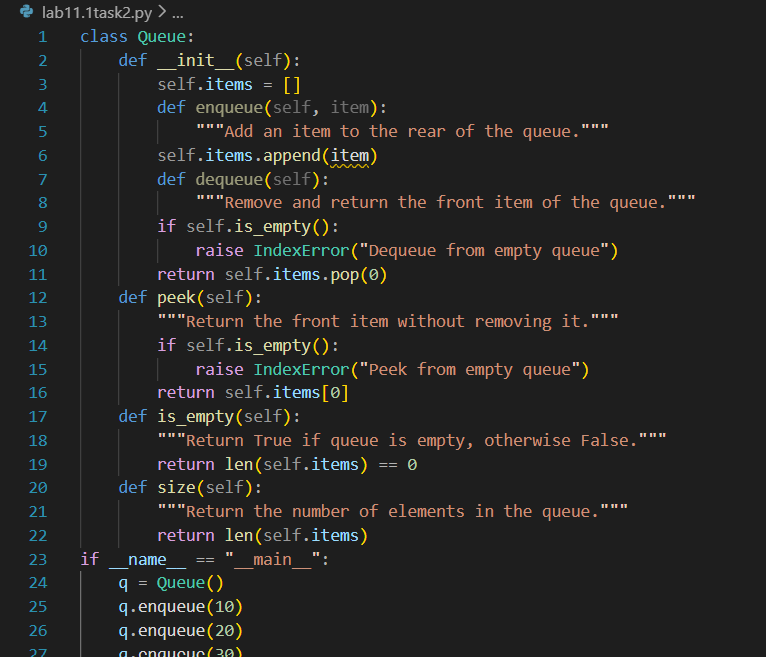 lab11.1task2.py > ...
1 class Queue:
2     def __init__(self):
3         self.items = []
4         def enqueue(self, item):
5             """Add an item to the rear of the queue."""
6         self.items.append(item)
7         def dequeue(self):
8             """Remove and return the front item of the queue."""
9         if self.is_empty():
10             raise IndexError("Dequeue from empty queue")
11         return self.items.pop(0)
12     def peek(self):
13         """Return the front item without removing it."""
14         if self.is_empty():
15             raise IndexError("Peek from empty queue")
16         return self.items[0]
17     def is_empty(self):
18         """Return True if queue is empty, otherwise False."""
19         return len(self.items) == 0
20     def size(self):
21         """Return the number of elements in the queue."""
22         return len(self.items)
23 if __name__ == "__main__":
24     q = Queue()
25     q.enqueue(10)
26     q.enqueue(20)
27     q.enqueue(30)